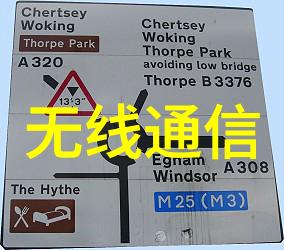 Chertsey
Woking
Thorpe Park
A320
13'3"
Chertsey
Woking
Thorpe Park
avoiding low bridge
Thorpe B3376
无线通信
Egham
Windsor
A308
M25 (M3)
The Hythe